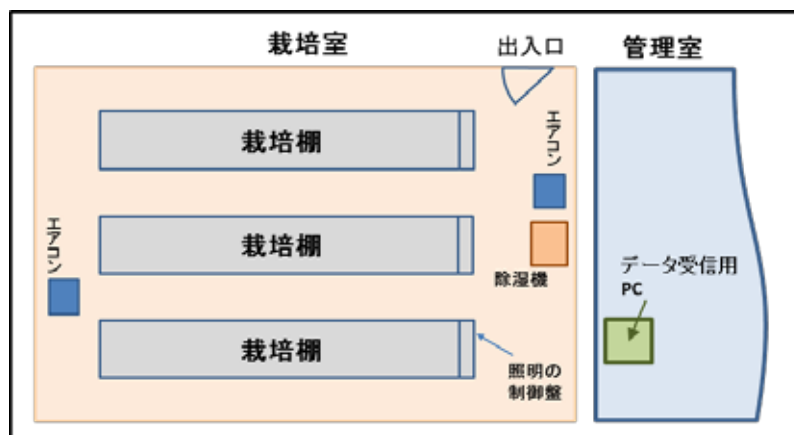 栽培室
出入口
管理室
栽培棚
エアコン
エアコン
栽培棚
除湿機
データ受信用
PC
栽培棚
照明の
制御盤